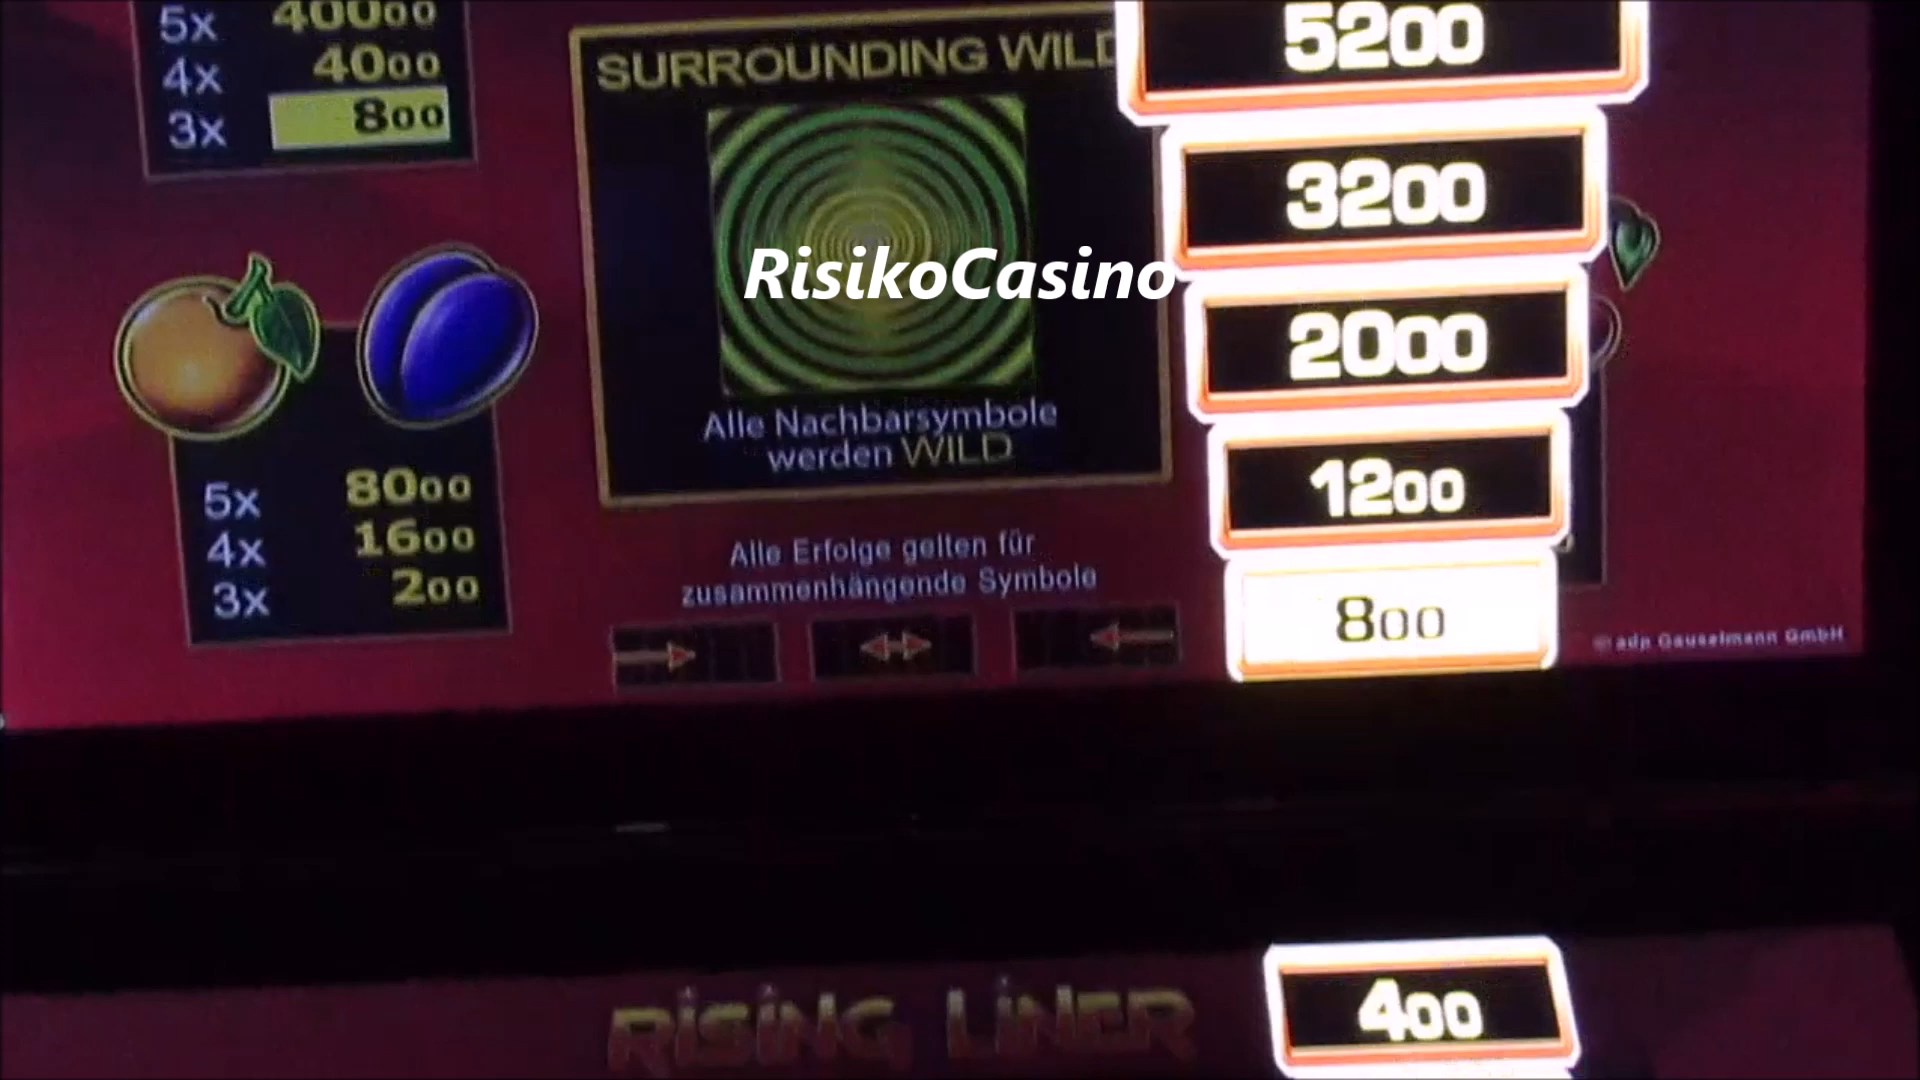 5x 40000
4x 4000
3x 800
SURROUNDING WILD
Alle Nachbarsymbole
werden WILD
5x 8000
4x 1600
3x 200
Alle Erfolge gelten für
zusammenhängende Symbole
RisikoCasino
5200
3200
2000
1200
800
© adp Gauselmann GmbH
RISING LINER
400